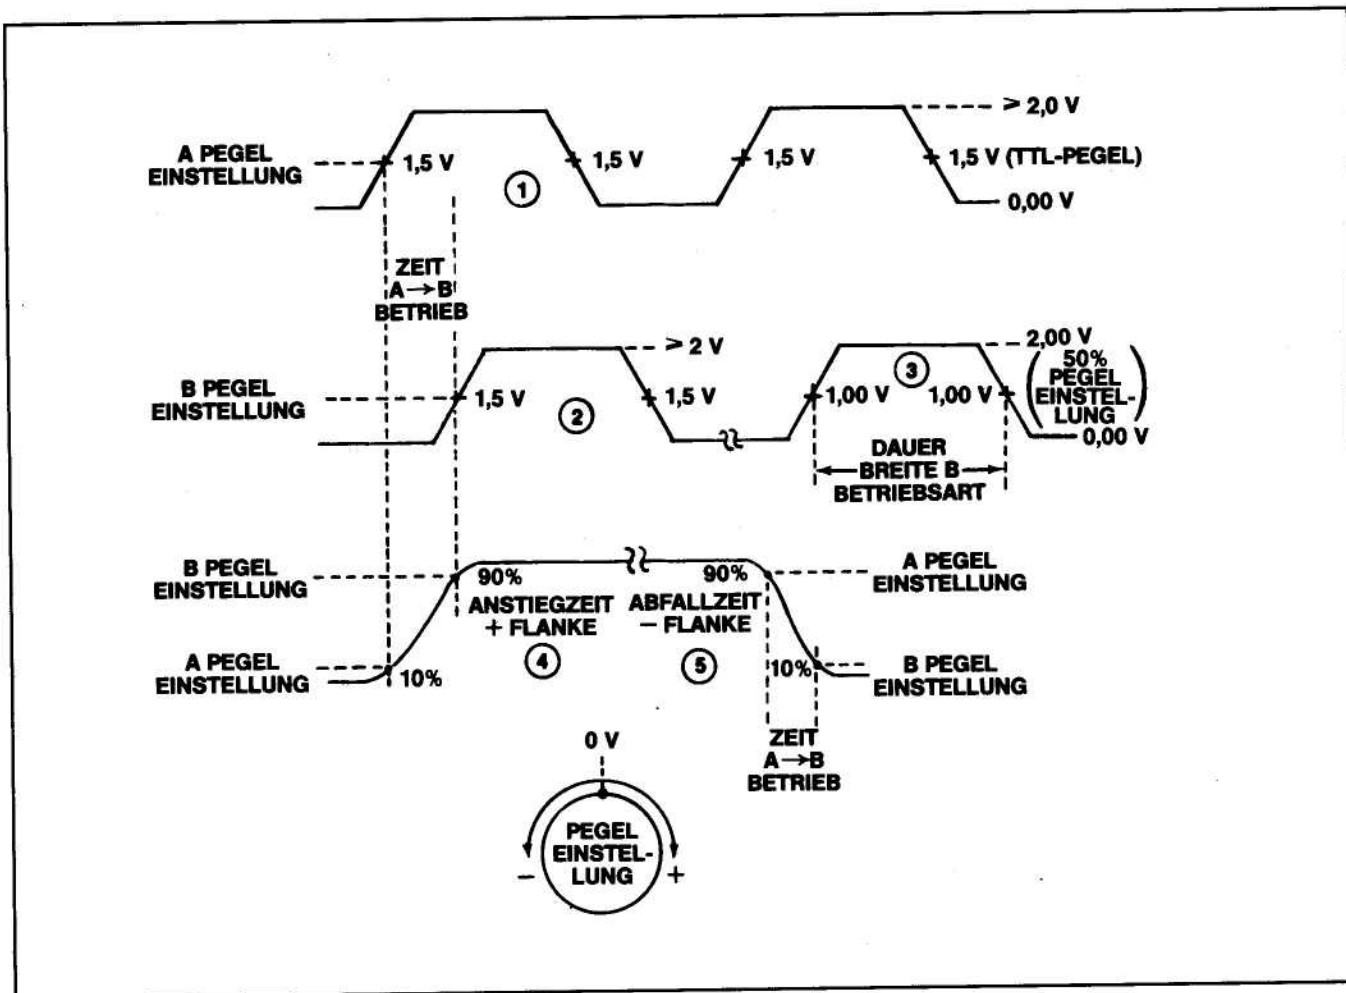 > 2,0 V
A PEGEL
EINSTELLUNG
1,5 V
1,5 V
1,5 V
1,5 V (TTL-PEGEL)
1
0,00 V
ZEIT
A→B
BETRIEB
≥ 2 V
2,00 V
B PEGEL
EINSTELLUNG
1,5 V
2
1,5 V
3
1,00 V
1,00 V
50%
PEGEL
EINSTEL-
LUNG
0,00 V
DAUER
BREITE B
BETRIEBSART
B PEGEL
EINSTELLUNG
90%
90%
A PEGEL
EINSTELLUNG
ANSTIEGZEIT
+ FLANKE
4
ABFALLZEIT
− FLANKE
5
A PEGEL
EINSTELLUNG
10%
10%
B PEGEL
EINSTELLUNG
ZEIT
A→B
BETRIEB
0 V
PEGEL
EINSTEL-
LUNG
−
+